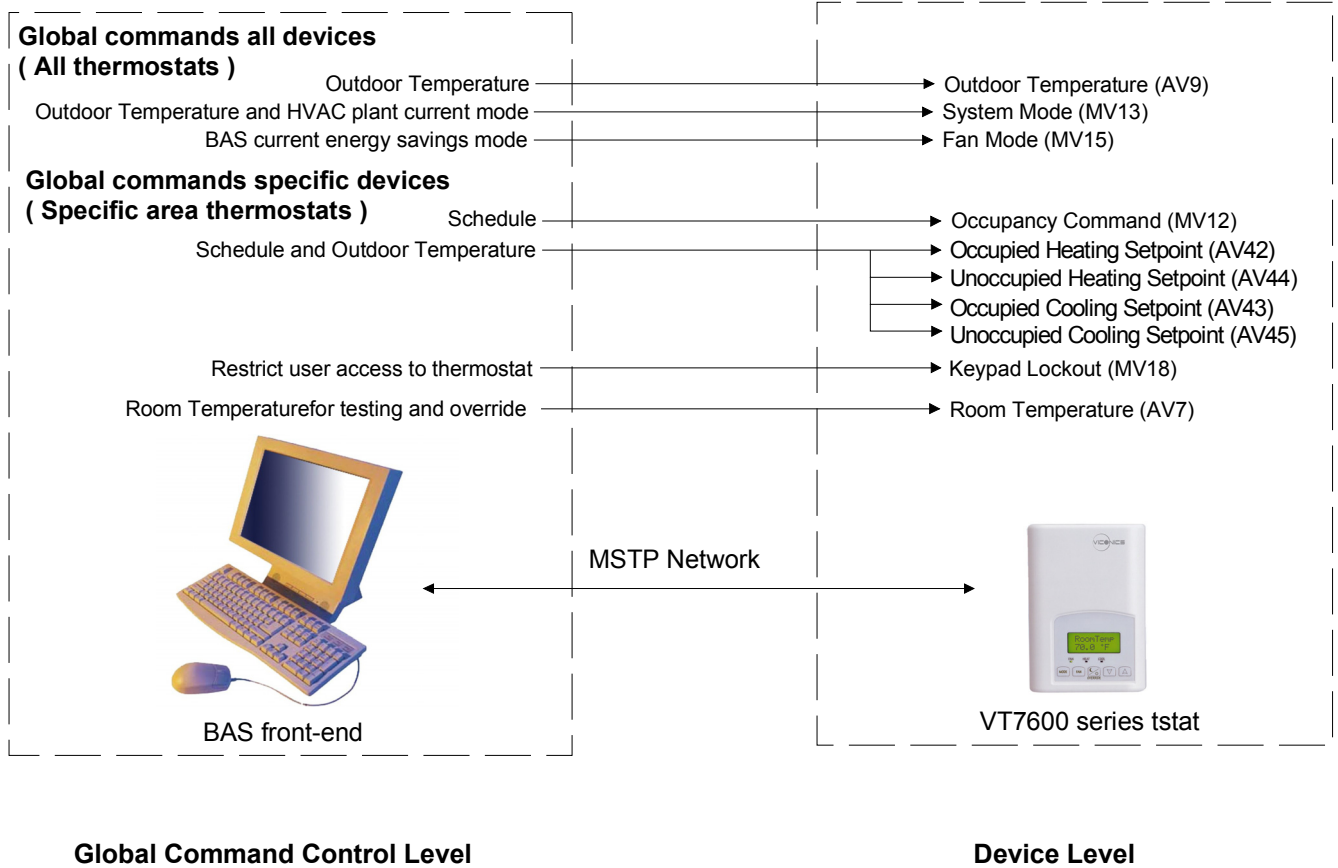 Global commands all devices
( All thermostats )
Outdoor Temperature
Outdoor Temperature (AV9)
Outdoor Temperature and HVAC plant current mode
System Mode (MV13)
BAS current energy savings mode
Fan Mode (MV15)
Global commands specific devices
( Specific area thermostats )
Schedule
Occupancy Command (MV12)
Schedule and Outdoor Temperature
Occupied Heating Setpoint (AV42)
Unoccupied Heating Setpoint (AV44)
Occupied Cooling Setpoint (AV43)
Unoccupied Cooling Setpoint (AV45)
Restrict user access to thermostat
Keypad Lockout (MV18)
Room Temperaturefor testing and override
Room Temperature (AV7)
MSTP Network
VICONICS
RoomTemp
70.0 °F
BAS front-end
VT7600 series tstat
Global Command Control Level
Device Level